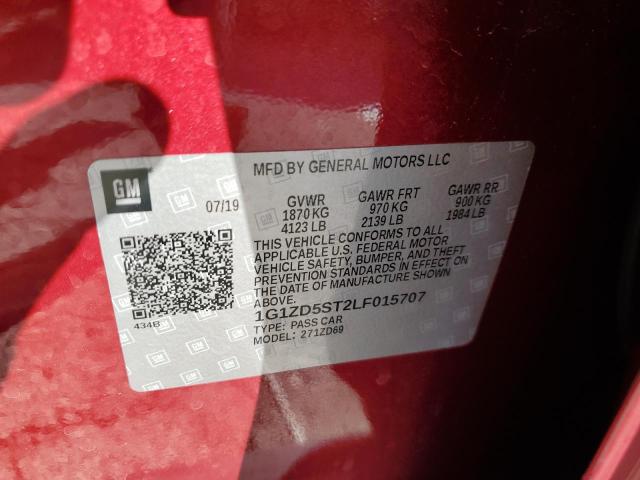 GM
MFD BY GENERAL MOTORS LLC
07/19
GVWR GAWR FRT GAWR RR
1870 KG 970 KG 900 KG
4123 LB 2139 LB 1984 LB
THIS VEHICLE CONFORMS TO ALL
APPLICABLE U.S. FEDERAL MOTOR
VEHICLE SAFETY, BUMPER, AND THEFT
PREVENTION STANDARDS IN EFFECT ON
THE DATE OF MANUFACTURE SHOWN
ABOVE.
1G1ZD5ST2LF015707
TYPE: PASS CAR
MODEL: 271ZD69
434B